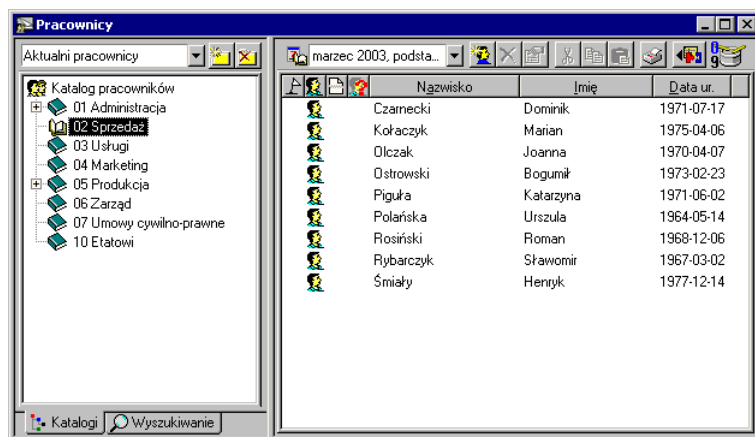 Pracownicy
Aktualni pracownicy
marzec 2003, podsta...
Katalog pracowników
01 Administracja
02 Sprzedaż
03 Usługi
04 Marketing
05 Produkcja
06 Zarząd
07 Umowy cywilno-prawne
10 Etatowi
Katalogi Wyszukiwanie
Nazwisko Imię Data ur.
Czarnecki Dominik 1971-07-17
Kołaczyk Marian 1975-04-06
Olczak Joanna 1970-04-07
Ostrowski Bogumił 1973-02-23
Piguła Katarzyna 1971-06-02
Polańska Urszula 1964-05-14
Rosiński Roman 1968-12-06
Rybarczyk Sławomir 1967-03-02
Śmiały Henryk 1977-12-14